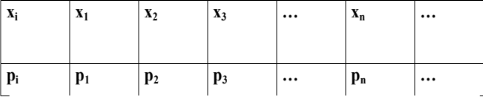 xᵢ x₁ x₂ x₃ ... xₙ ...
pᵢ p₁ p₂ p₃ ... pₙ ...